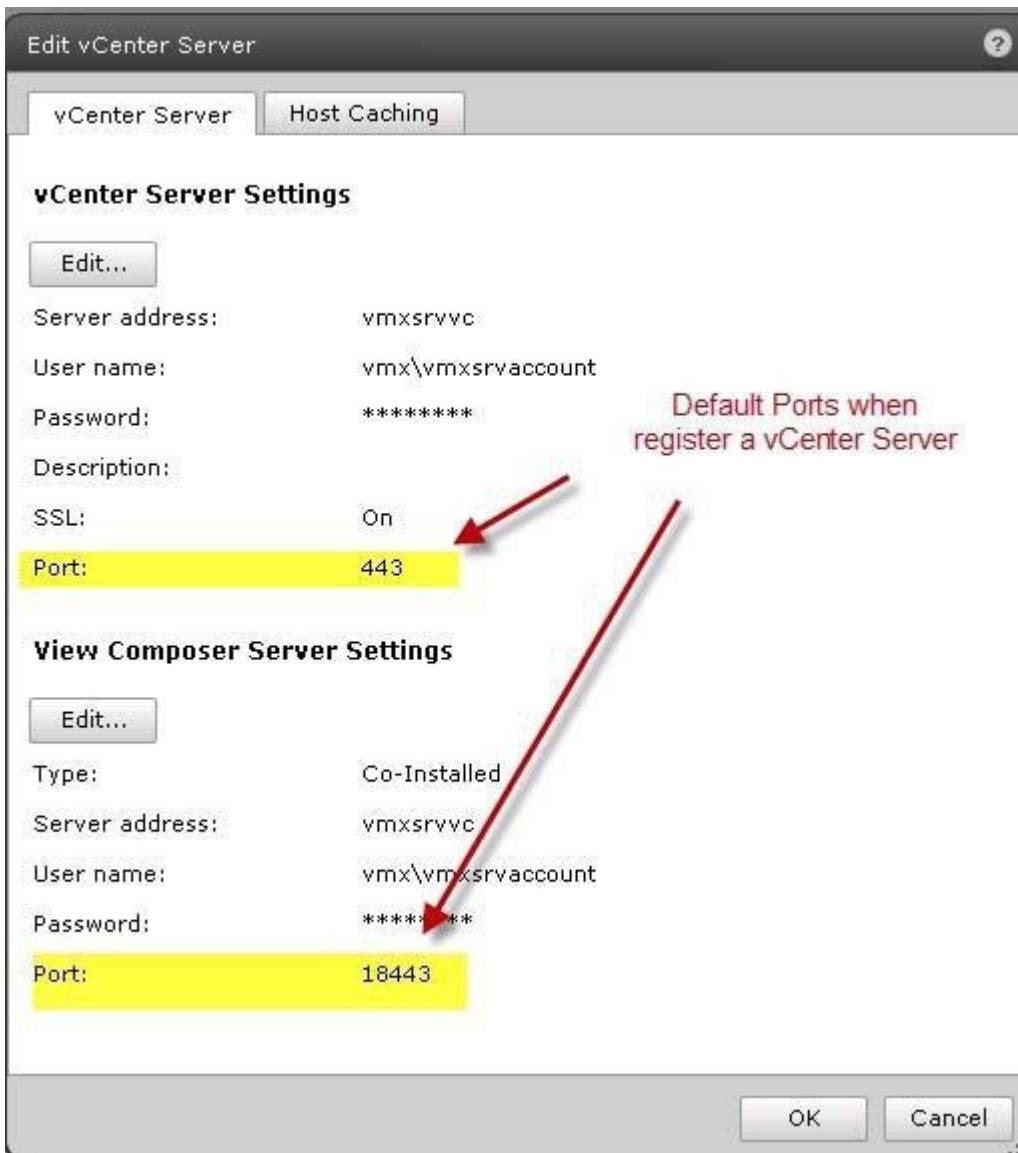 Edit vCenter Server
?
vCenter Server
Host Caching
vCenter Server Settings
Edit...
Server address: vmxsrvvc
User name: vmx\vmxsrvaccount
Password: ********
Default Ports when
register a vCenter Server
Description:
SSL: On
Port: 443
View Composer Server Settings
Edit...
Type: Co-Installed
Server address: vmxsrvvc
User name: vmx\vmxsrvaccount
Password: ********
Port: 18443
OK
Cancel